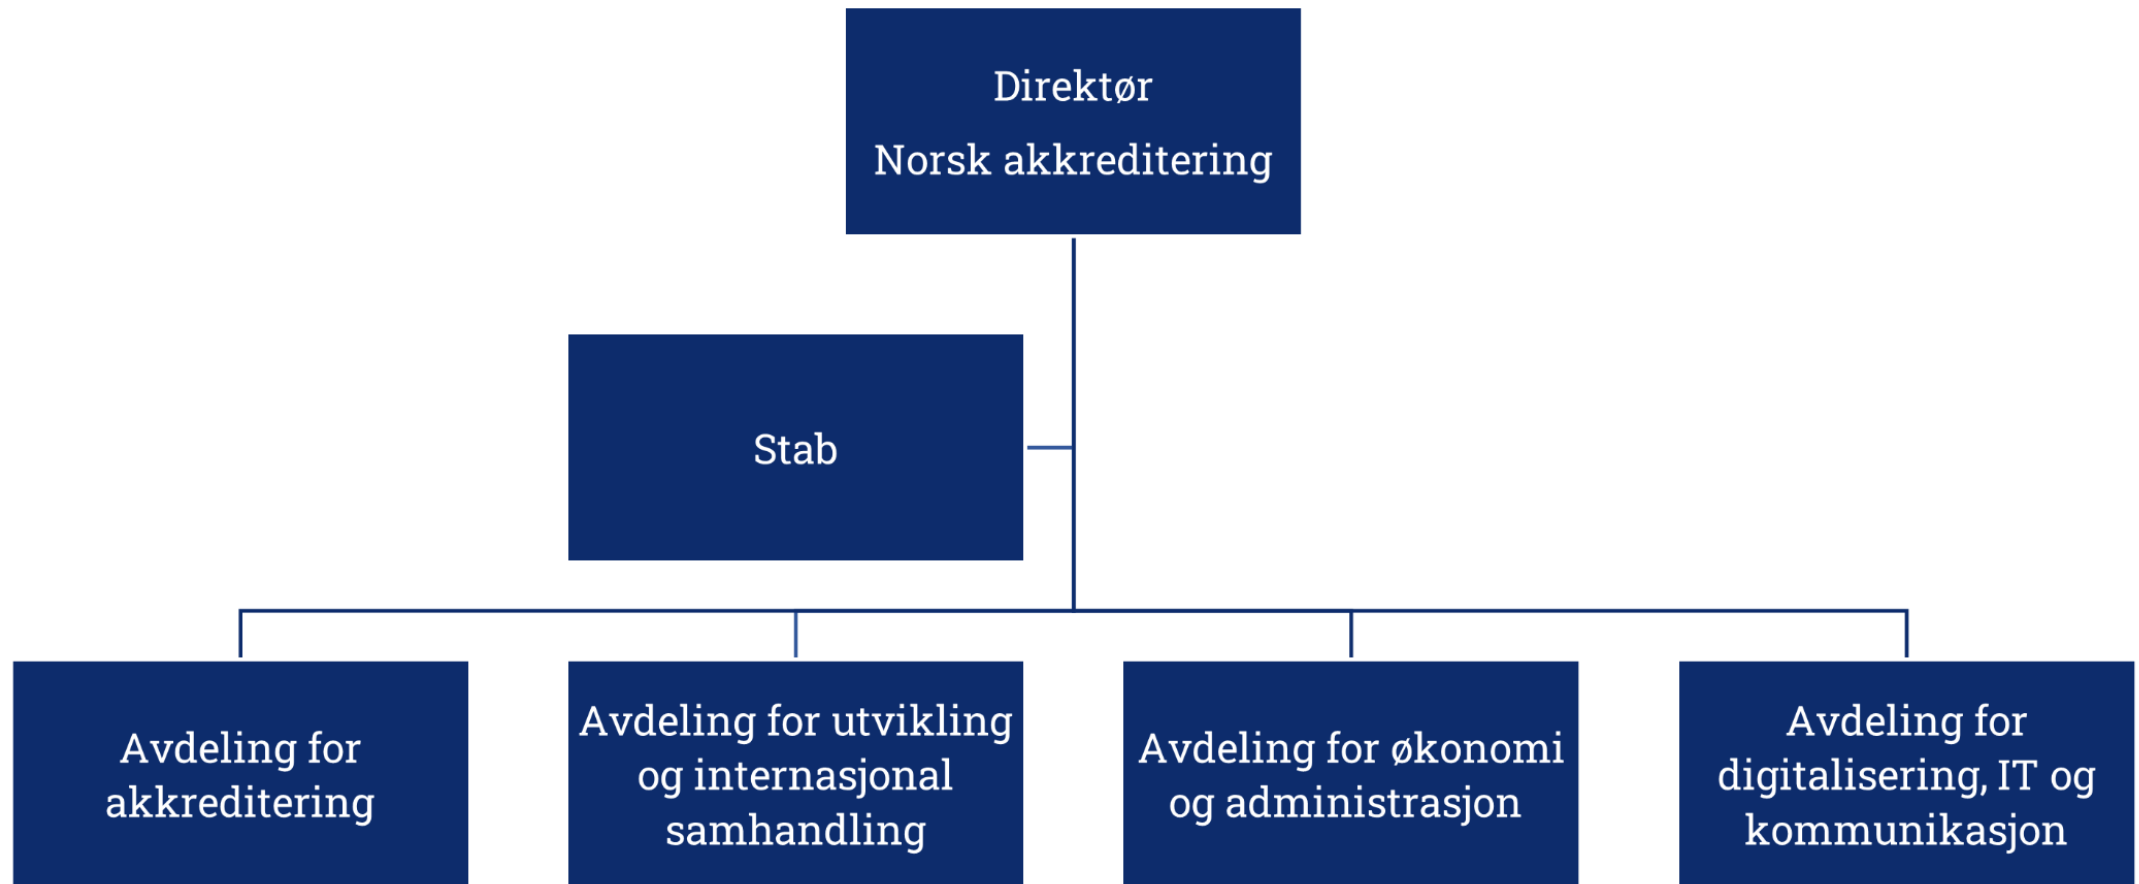 Direktør
Norsk akkreditering
Stab
Avdeling for
akkreditering
Avdeling for utvikling
og internasjonal
samhandling
Avdeling for økonomi
og administrasjon
Avdeling for
digitalisering, IT og
kommunikasjon